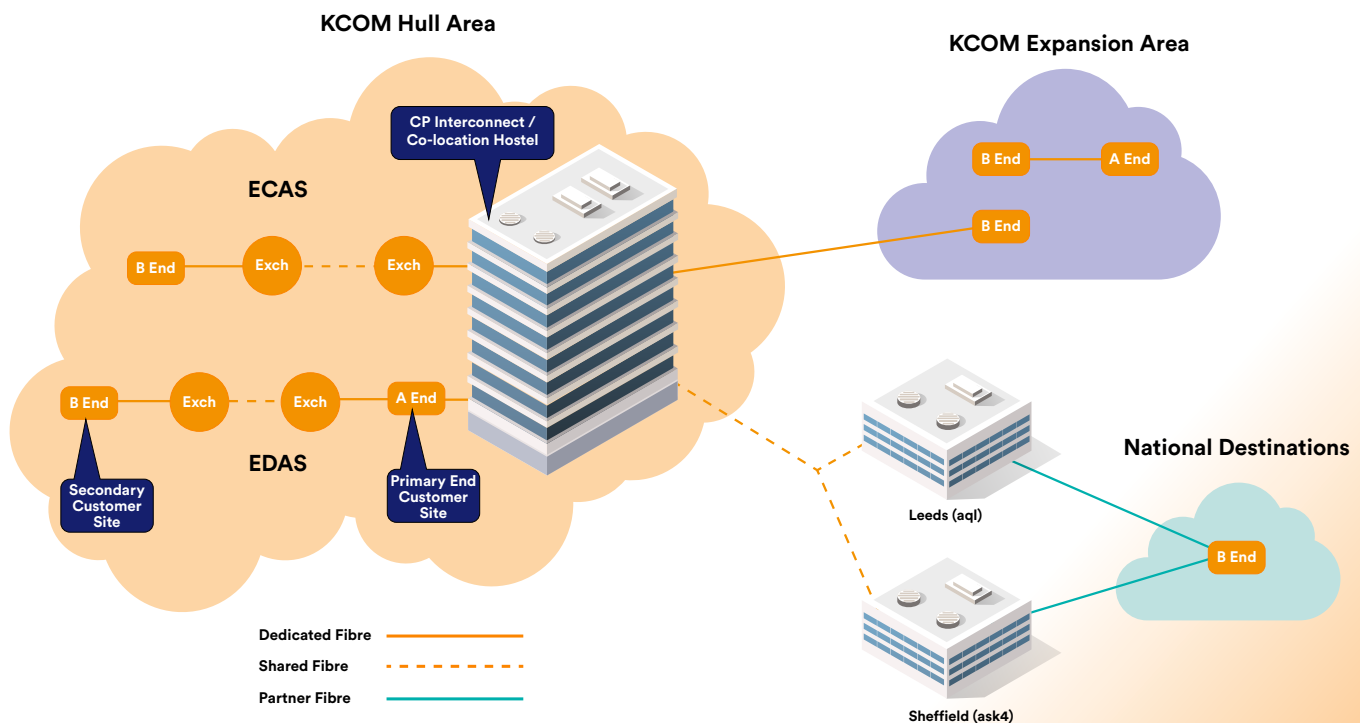 KCOM Hull Area
KCOM Expansion Area
CP Interconnect /
Co-location Hostel
B End
A End
ECAS
B End
B End
Exch
Exch
B End
Exch
Exch
A End
EDAS
Secondary
Customer
Site
Primary End
Customer
Site
National Destinations
Leeds (aql)
B End
Dedicated Fibre
Shared Fibre
Partner Fibre
Sheffield (ask4)